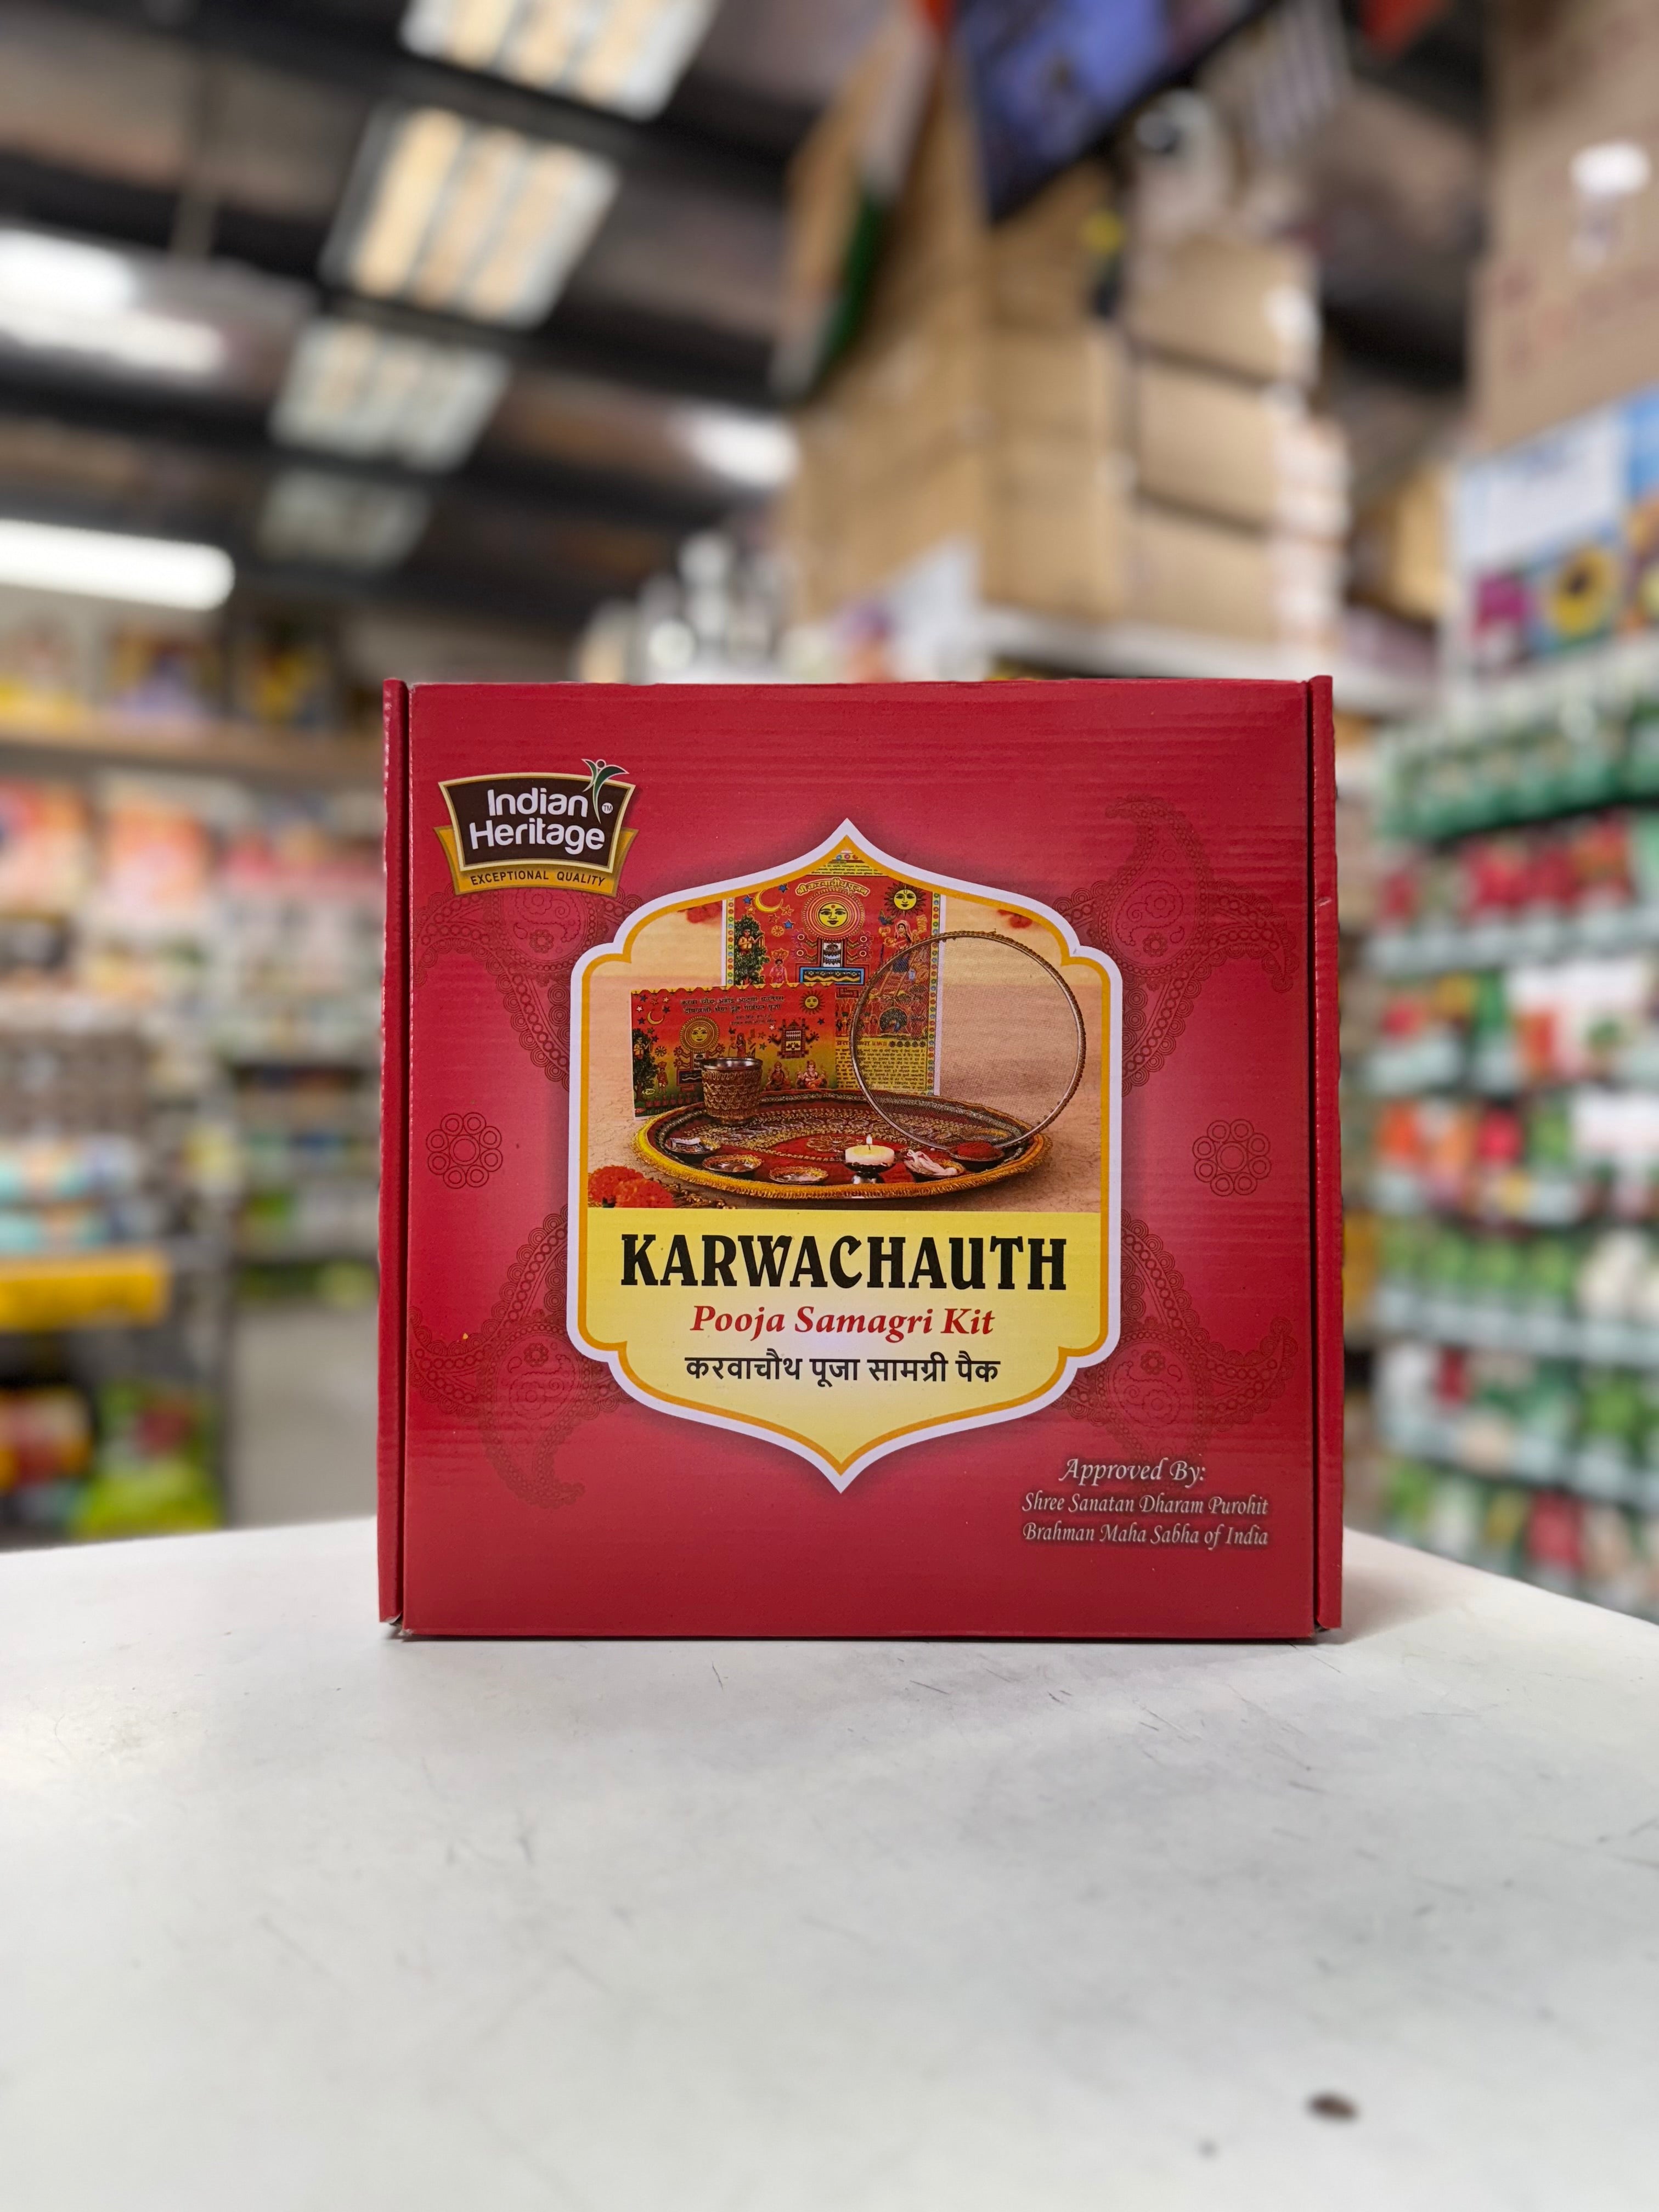 Indian
Heritage
TM
EXCEPTIONAL QUALITY
KARWACHAUTH
Pooja Samagri Kit
करवाचौथ पूजा सामग्री पैक
Approved By:
Shree Sanatan Dharam Purohit
Brahman Maha Sabha of India